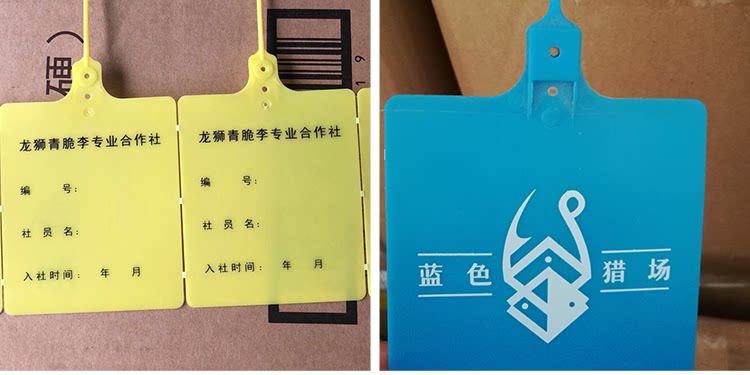 硒）
龙狮青脆李专业合作社
编 号：
社 员 名：
入社时间： 年 月
龙狮青脆李专业合作社
编 号：
社 员 名：
入社时间： 年 月
19
蓝色 猎场